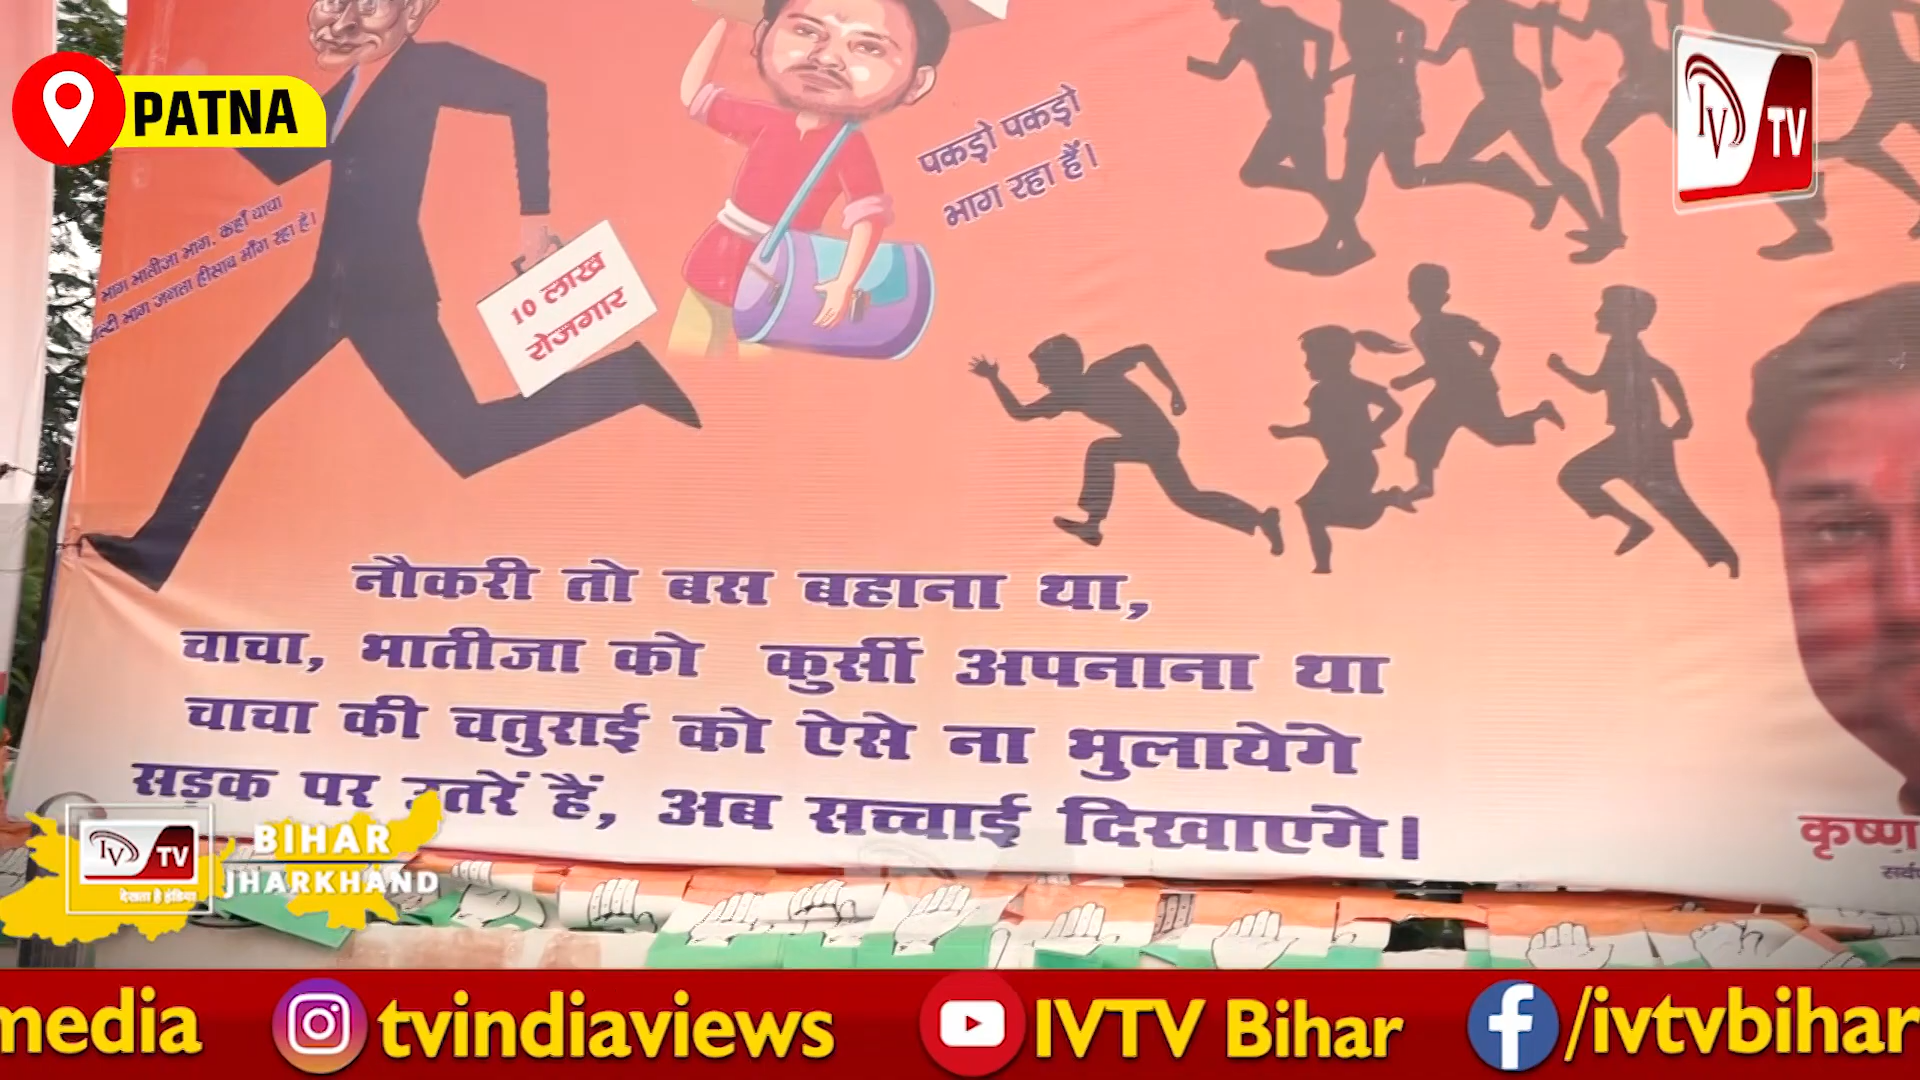 PATNA
IV TV
पकड़ो पकड़ो
भाग रहा हैं।
भाग भातीजा भाग, कहाँ चाचा
जल्दी भाग जनता हीसाब माँग रहा है।
10 लाख
रोजगार
नौकरी तो बस बहाना था,
चाचा, भातीजा को कुर्सी अपनाना था
चाचा की चतुराई को ऐसे ना भुलायेगें
सड़क पर उतरें हैं, अब सच्चाई दिखाएगे।
कृष्ण
IV TV
देखता है इंडिया
BIHAR
JHARKHAND
media
tvindiaviews
IVTV Bihar
/ivtvbihar